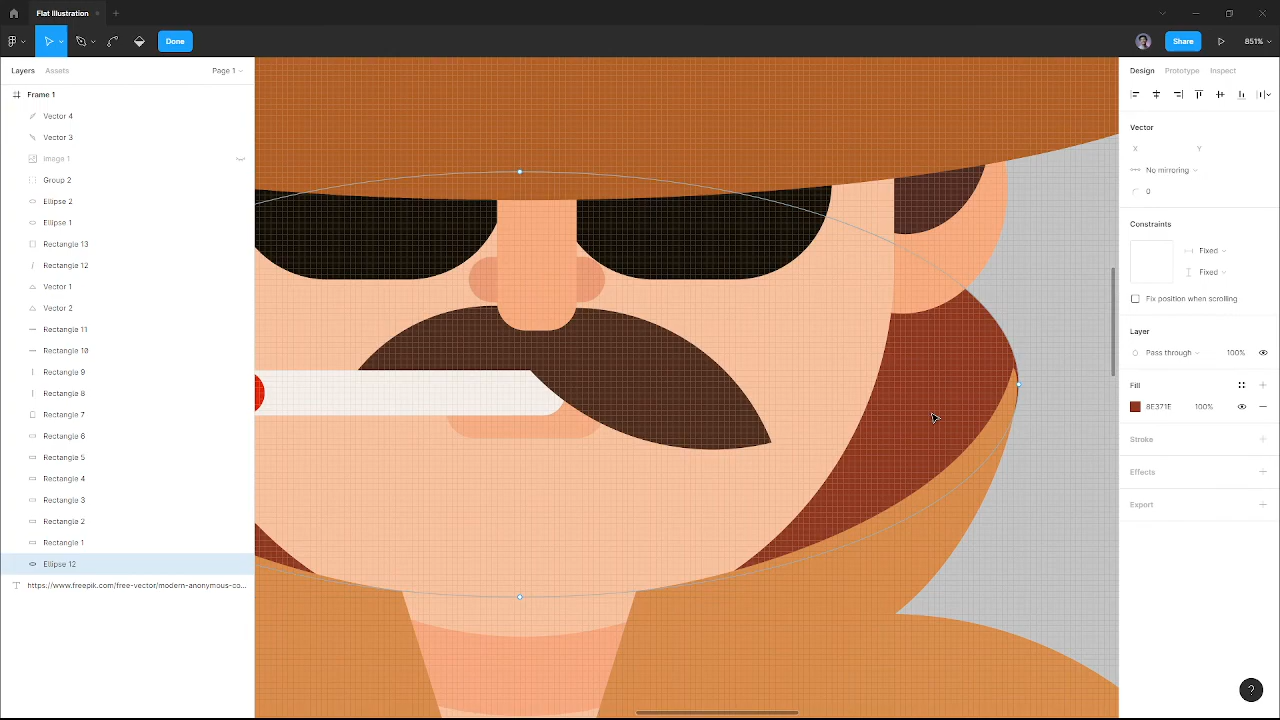 Flat Illustration
Done
Share
851%
Layers
Assets
Page 1
Frame 1
Vector 4
Vector 3
Image 1
Group 2
Ellipse 2
Ellipse 1
Rectangle 13
Rectangle 12
Vector 1
Vector 2
Rectangle 11
Rectangle 10
Rectangle 9
Rectangle 8
Rectangle 7
Rectangle 6
Rectangle 5
Rectangle 4
Rectangle 3
Rectangle 2
Rectangle 1
Ellipse 12
https://www.freepik.com/free-vector/modern-anonymous-co...
Design
Prototype
Inspect
Vector
X
Y
No mirroring
0
Constraints
Fixed
Fixed
Fix position when scrolling
Layer
Pass through
100%
Fill
8E371E
100%
Stroke
Effects
Export
?